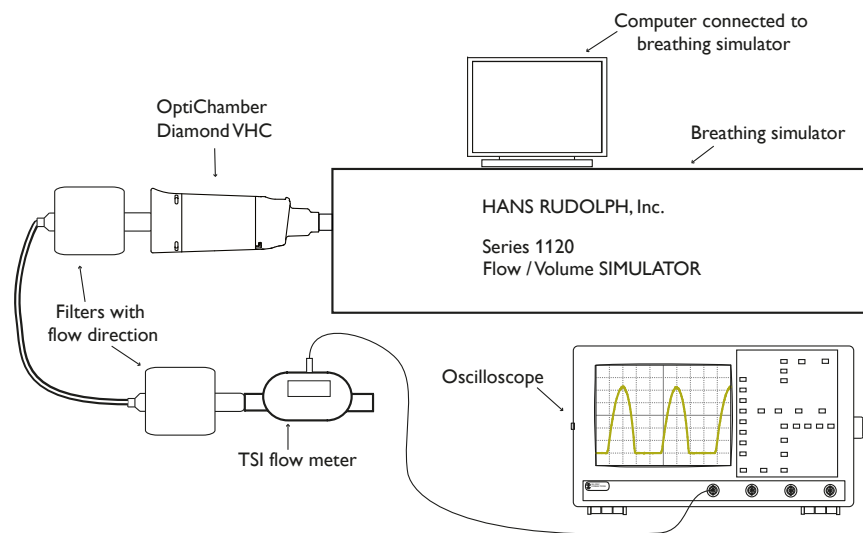 Computer connected to
breathing simulator
OptiChamber
Diamond VHC
Breathing simulator
HANS RUDOLPH, Inc.
Series 1120
Flow / Volume SIMULATOR
Filters with
flow direction
Oscilloscope
TSI flow meter